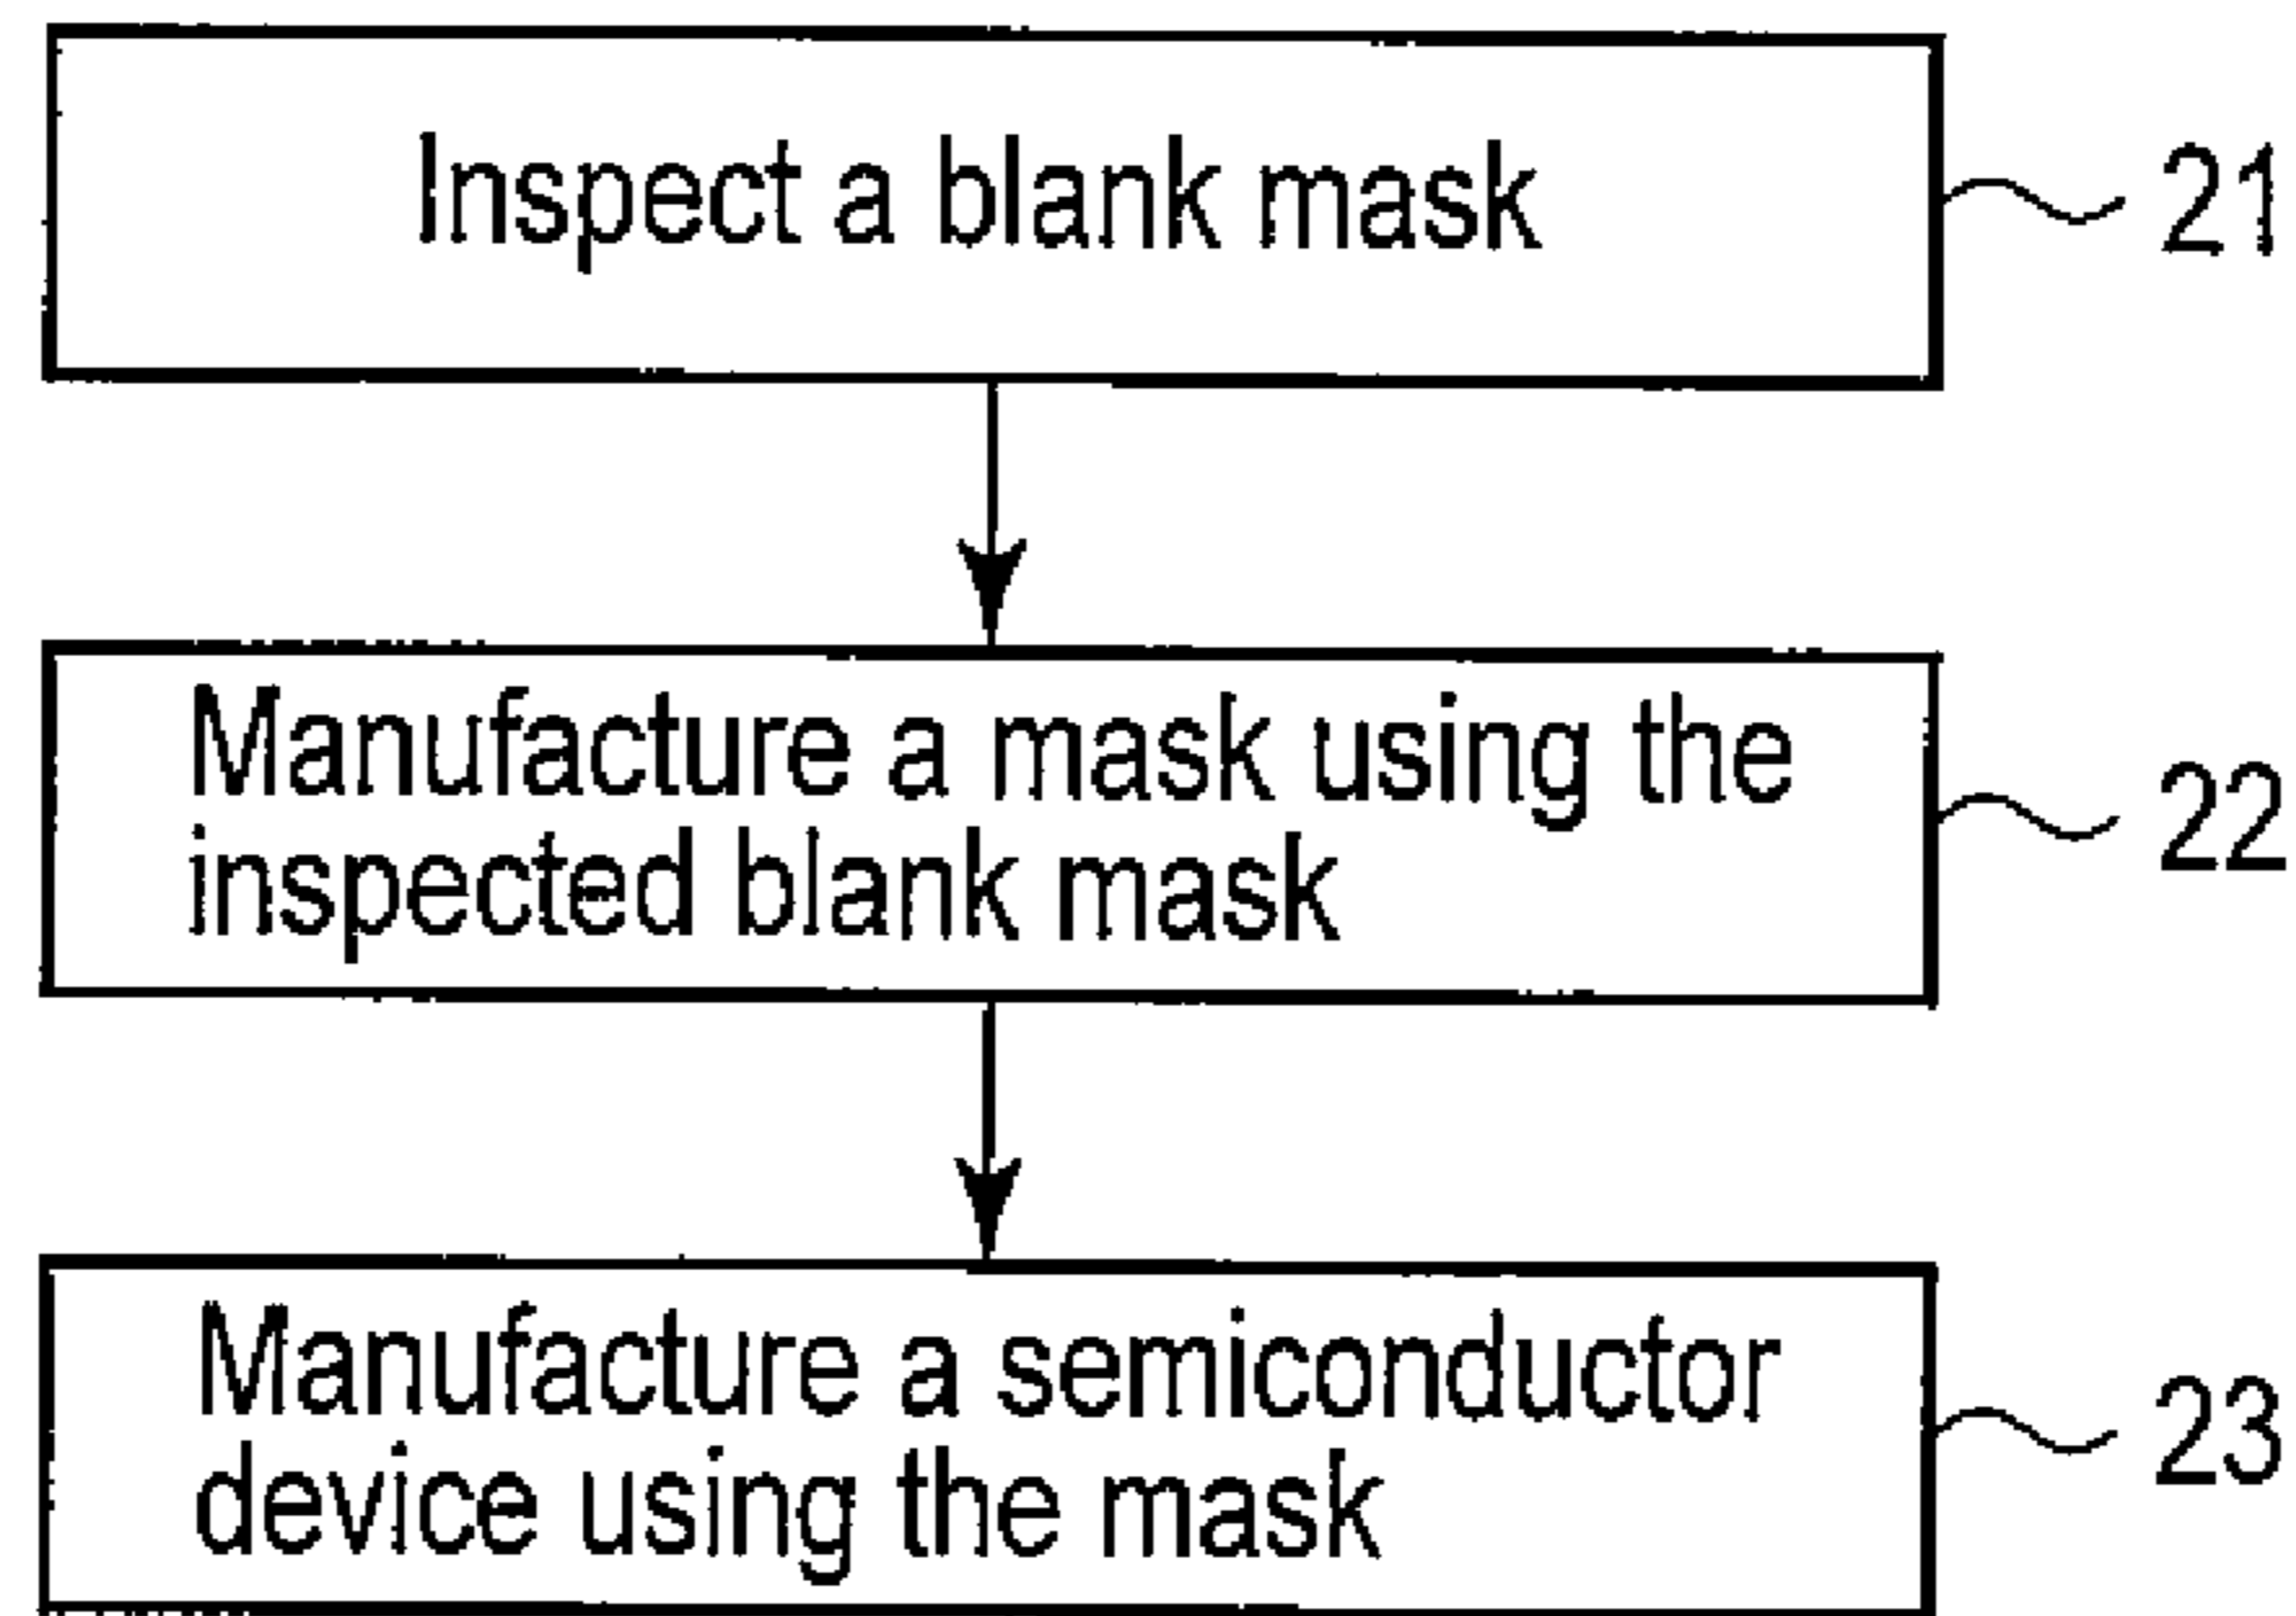 Inspect a blank mask
21
Manufacture a mask using the
inspected blank mask
22
Manufacture a semiconductor
device using the mask
23